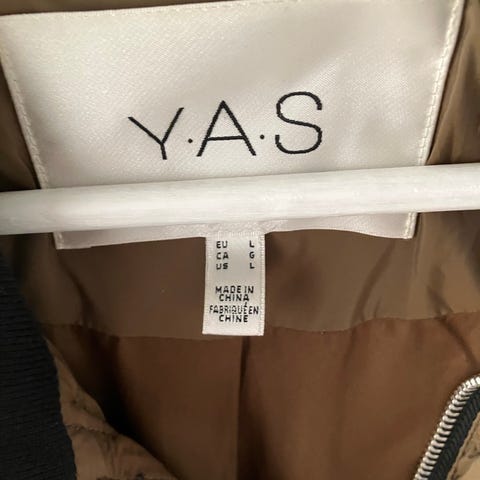 Y·A·S
EU L
CA G
US L
MADE IN
CHINA
FABRIQUÉ EN
CHINE